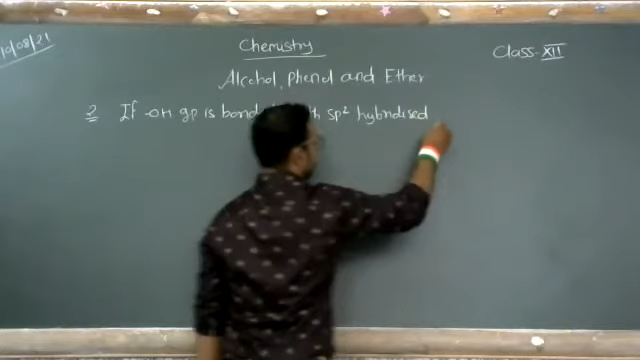 10/08/21
Chemistry
Class-XII
Alcohol, Phenol and Ether
2 If -OH gp is bond sp² hybridised